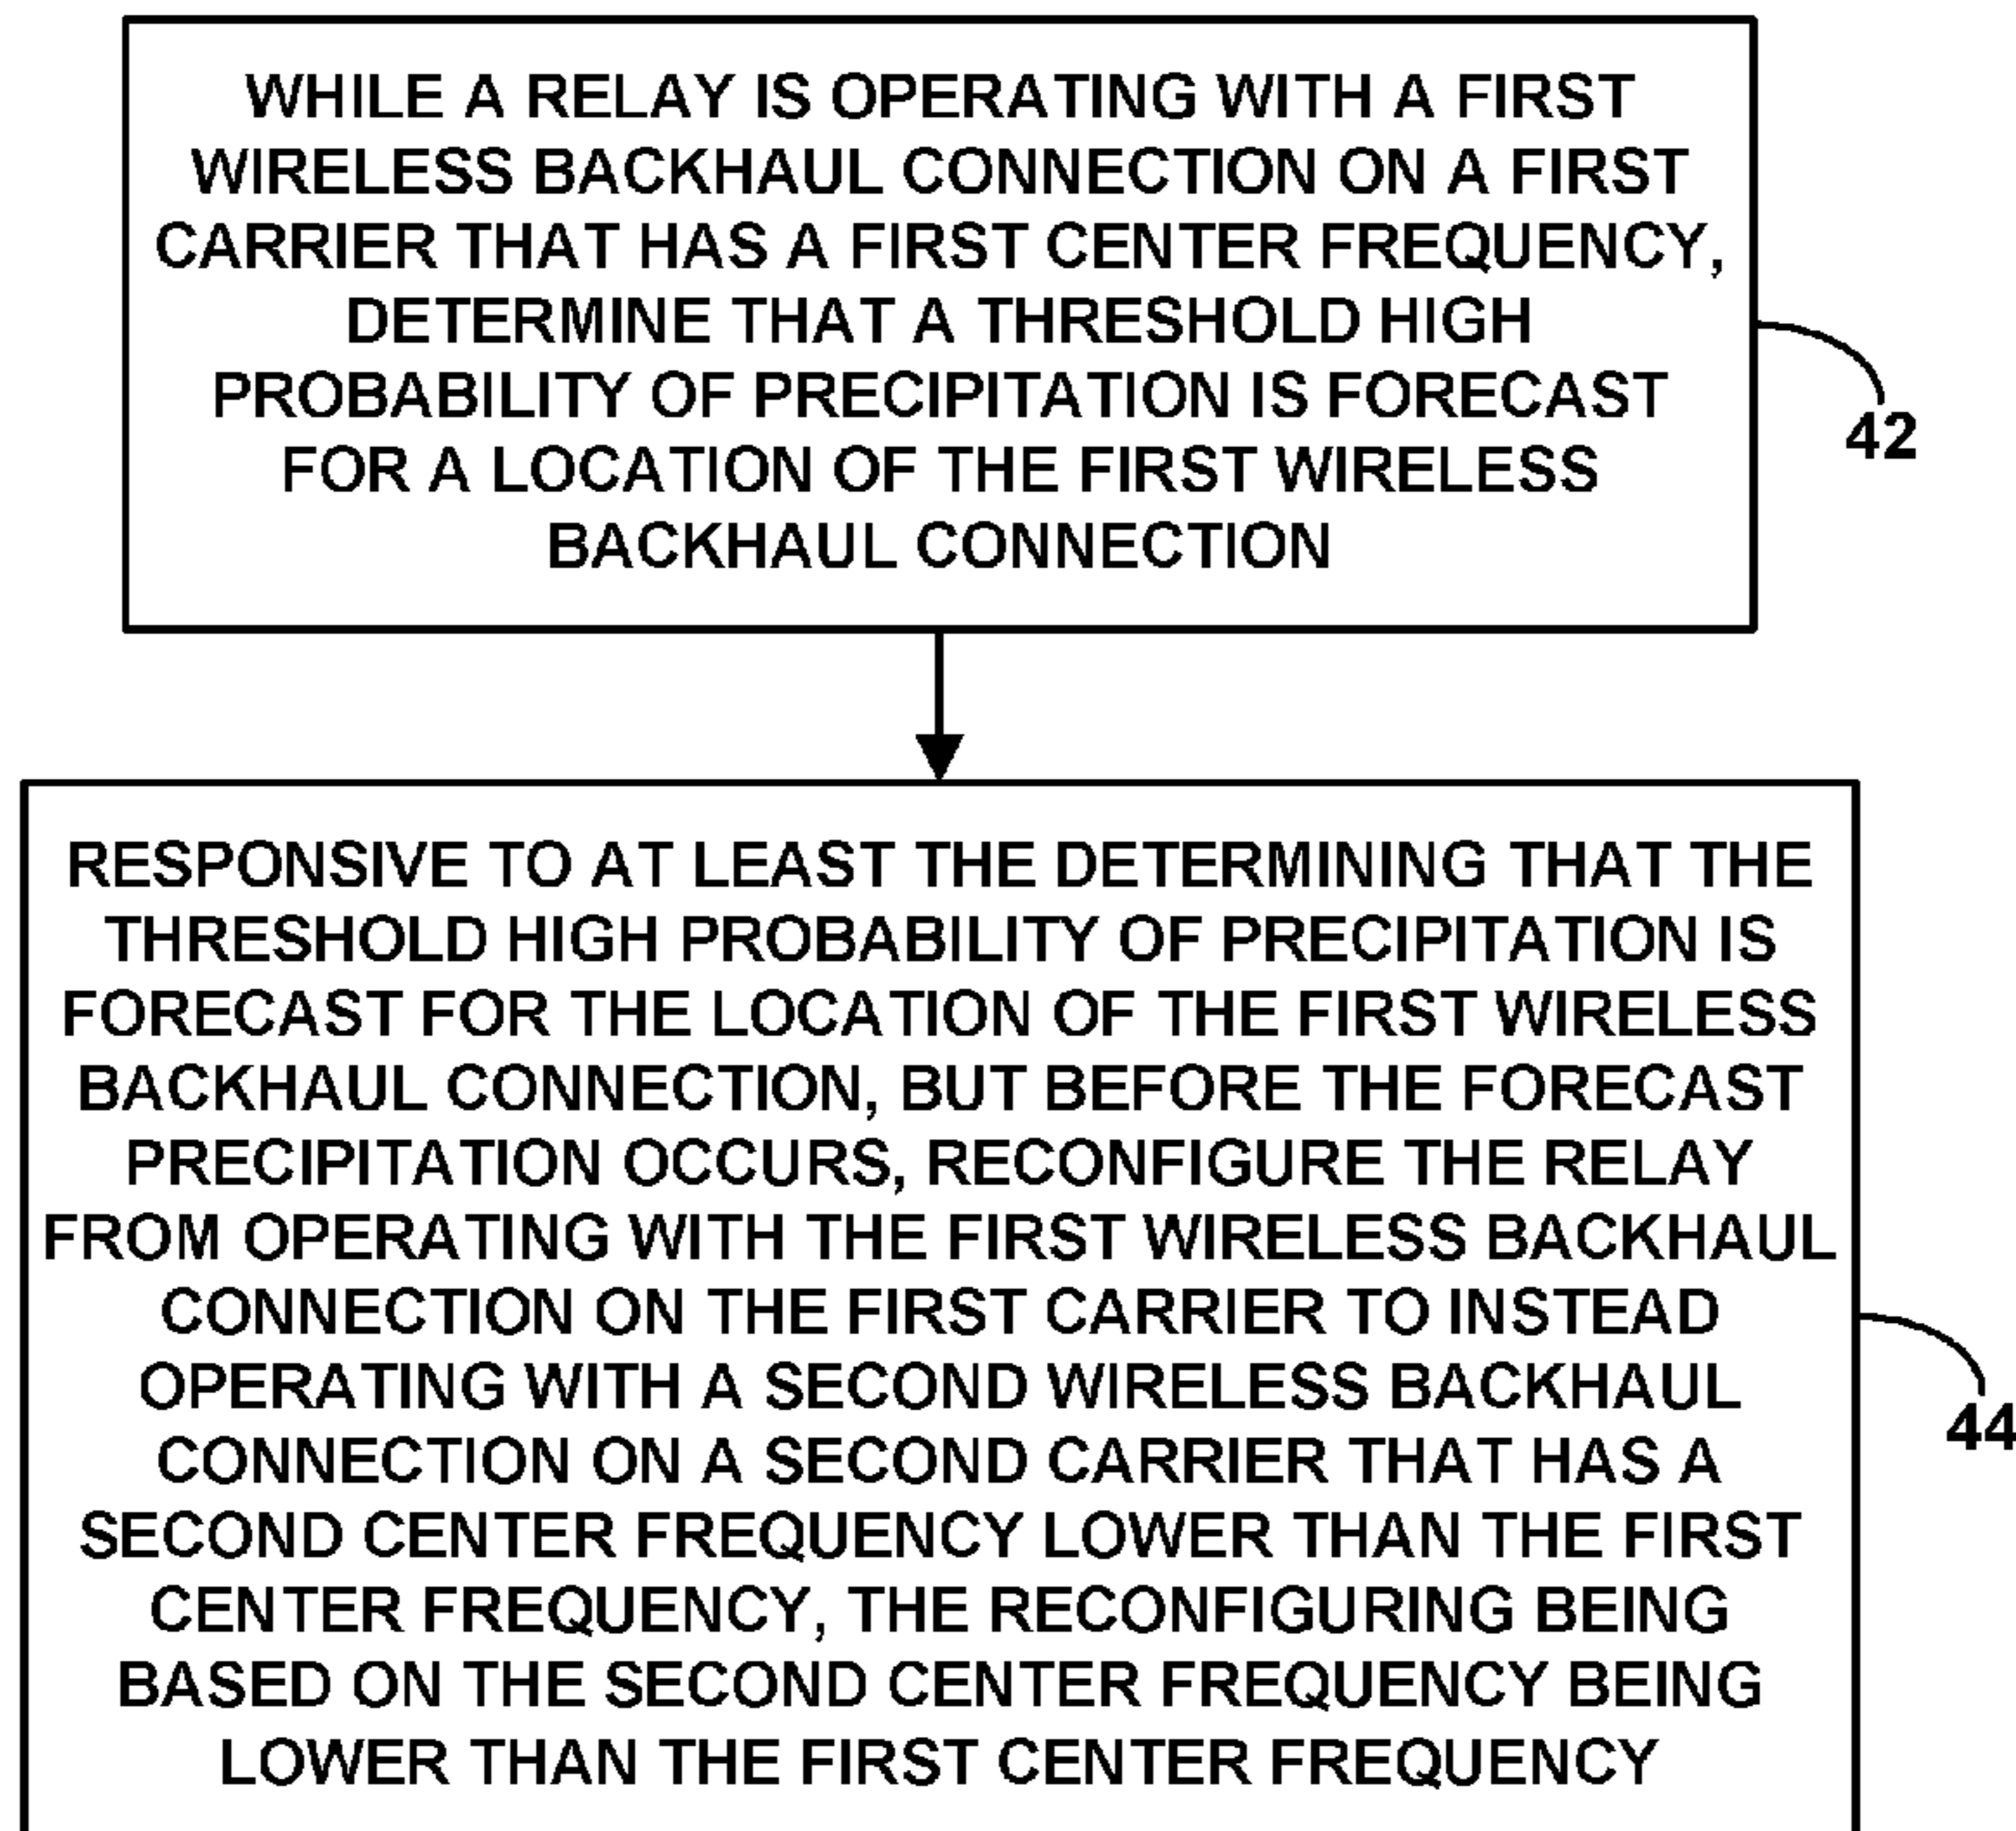 WHILE A RELAY IS OPERATING WITH A FIRST
WIRELESS BACKHAUL CONNECTION ON A FIRST
CARRIER THAT HAS A FIRST CENTER FREQUENCY,
DETERMINE THAT A THRESHOLD HIGH
PROBABILITY OF PRECIPITATION IS FORECAST
FOR A LOCATION OF THE FIRST WIRELESS
BACKHAUL CONNECTION
42
RESPONSIVE TO AT LEAST THE DETERMINING THAT THE
THRESHOLD HIGH PROBABILITY OF PRECIPITATION IS
FORECAST FOR THE LOCATION OF THE FIRST WIRELESS
BACKHAUL CONNECTION, BUT BEFORE THE FORECAST
PRECIPITATION OCCURS, RECONFIGURE THE RELAY
FROM OPERATING WITH THE FIRST WIRELESS BACKHAUL
CONNECTION ON THE FIRST CARRIER TO INSTEAD
OPERATING WITH A SECOND WIRELESS BACKHAUL
CONNECTION ON A SECOND CARRIER THAT HAS A
SECOND CENTER FREQUENCY LOWER THAN THE FIRST
CENTER FREQUENCY, THE RECONFIGURING BEING
BASED ON THE SECOND CENTER FREQUENCY BEING
LOWER THAN THE FIRST CENTER FREQUENCY
44